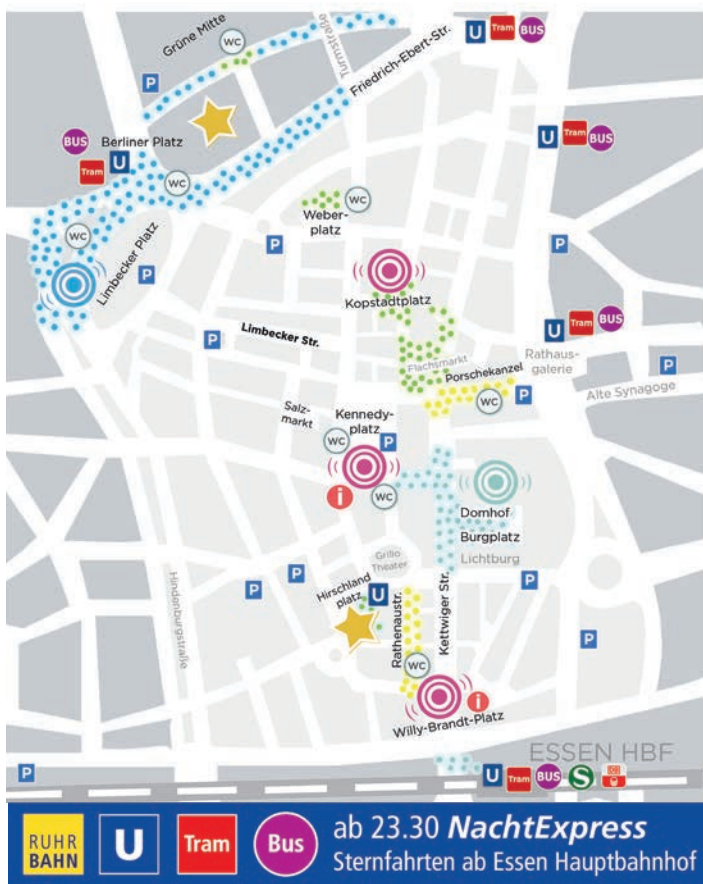 Grüne Mitte
WC
Turmstraße
Friedrich-Ebert-Str.
U
Tram
BUS
P
BUS
Berliner Platz
Tram
U
WC
U
Tram
BUS
WC
Weber-
platz
WC
P
P
Limbecker Platz
P
Kopstadtplatz
U
Tram
BUS
P
Limbecker Str.
Flachsmarkt
Rathaus-
galerie
P
Porschekanzel
WC
P
Alte Synagoge
Salz-
markt
Kennedy-
platz
WC
P
i
WC
Domhof
Burgplatz
Lichtburg
Grillo
Theater
P
P
P
Hirschland
platz
U
Hindenburgstraße
Rathenaustr.
Kettwiger Str.
P
WC
i
Willy-Brandt-Platz
ESSEN HBF
P
U
Tram
BUS
S
RUHR
BAHN
U
Tram
Bus
ab 23.30 NachtExpress
Sternfahrten ab Essen Hauptbahnhof